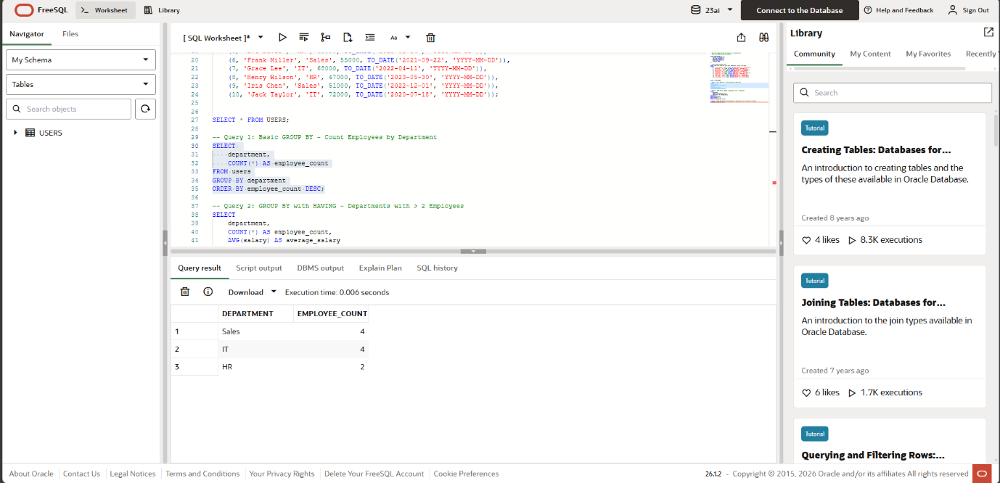 FreeSQL
Worksheet
Library
23ai
Connect to the Database
Help and Feedback
Sign Out
Navigator
Files
My Schema
Tables
Search objects
USERS
[ SQL Worksheet ]*
Aa
20 (6, 'Frank Miller', 'Sales', 55000, TO_DATE('2021-09-22', 'YYYY-MM-DD')),
21 (7, 'Grace Lee', 'IT', 68000, TO_DATE('2022-04-11', 'YYYY-MM-DD')),
22 (8, 'Henry Wilson', 'HR', 47000, TO_DATE('2023-05-30', 'YYYY-MM-DD')),
23 (9, 'Iris Chen', 'Sales', 51000, TO_DATE('2022-12-01', 'YYYY-MM-DD')),
24 (10, 'Jack Taylor', 'IT', 72000, TO_DATE('2020-07-18', 'YYYY-MM-DD'));
25
26
27 SELECT * FROM USERS;
28
29 -- Query 1: Basic GROUP BY - Count Employees by Department
30 SELECT
31 department,
32 COUNT(*) AS employee_count
33 FROM users
34 GROUP BY department
35 ORDER BY employee_count DESC;
36
37 -- Query 2: GROUP BY with HAVING - Departments with > 2 Employees
38 SELECT
39 department,
40 COUNT(*) AS employee_count,
41 AVG(salary) AS average_salary
Query result
Script output
DBMS output
Explain Plan
SQL history
Download
Execution time: 0.006 seconds
DEPARTMENT EMPLOYEE_COUNT
1 Sales 4
2 IT 4
3 HR 2
Library
Community
My Content
My Favorites
Recently
Search
Tutorial
Creating Tables: Databases for...
An introduction to creating tables and the
types of these available in Oracle Database.
Created 8 years ago
4 likes
8.3K executions
Tutorial
Joining Tables: Databases for...
An introduction to the join types available in
Oracle Database.
Created 7 years ago
6 likes
1.7K executions
Tutorial
Querying and Filtering Rows:...
About Oracle
Contact Us
Legal Notices
Terms and Conditions
Your Privacy Rights
Delete Your FreeSQL Account
Cookie Preferences
26.1.2 - Copyright © 2015, 2026 Oracle and/or its affiliates All rights reserved